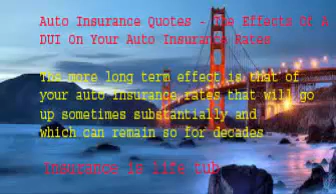 Auto Insurance Quotes - The Effects Of A
DUI On Your Auto Insurance Rates
The more long term effect is that of
your auto insurance rates that will go
up sometimes substantially and
which can remain so for decades
Insurance is life tub